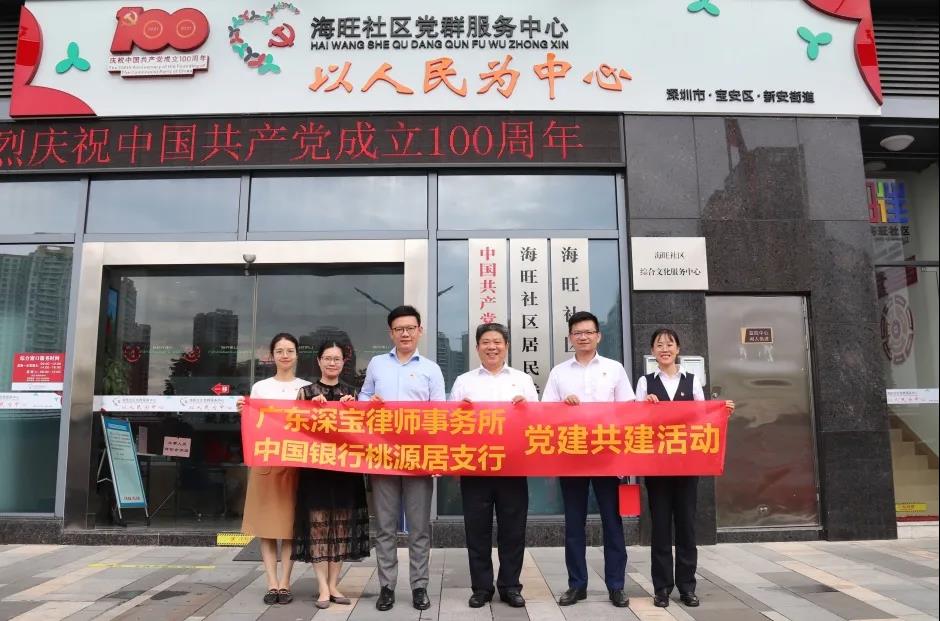 100
庆祝中国共产党成立100周年
海旺社区党群服务中心
HAI WANG SHE QU DANG QUN FU WU ZHONG XIN
以人民为中心
深圳市·宝安区·新安街道
烈庆祝中国共产党成立100周年
中国共产党
海旺社区居民
海旺社
海旺社区
综合文化服务中心
以人民为中心
广东深宝律师事务所
中国银行桃源居支行
党建共建活动